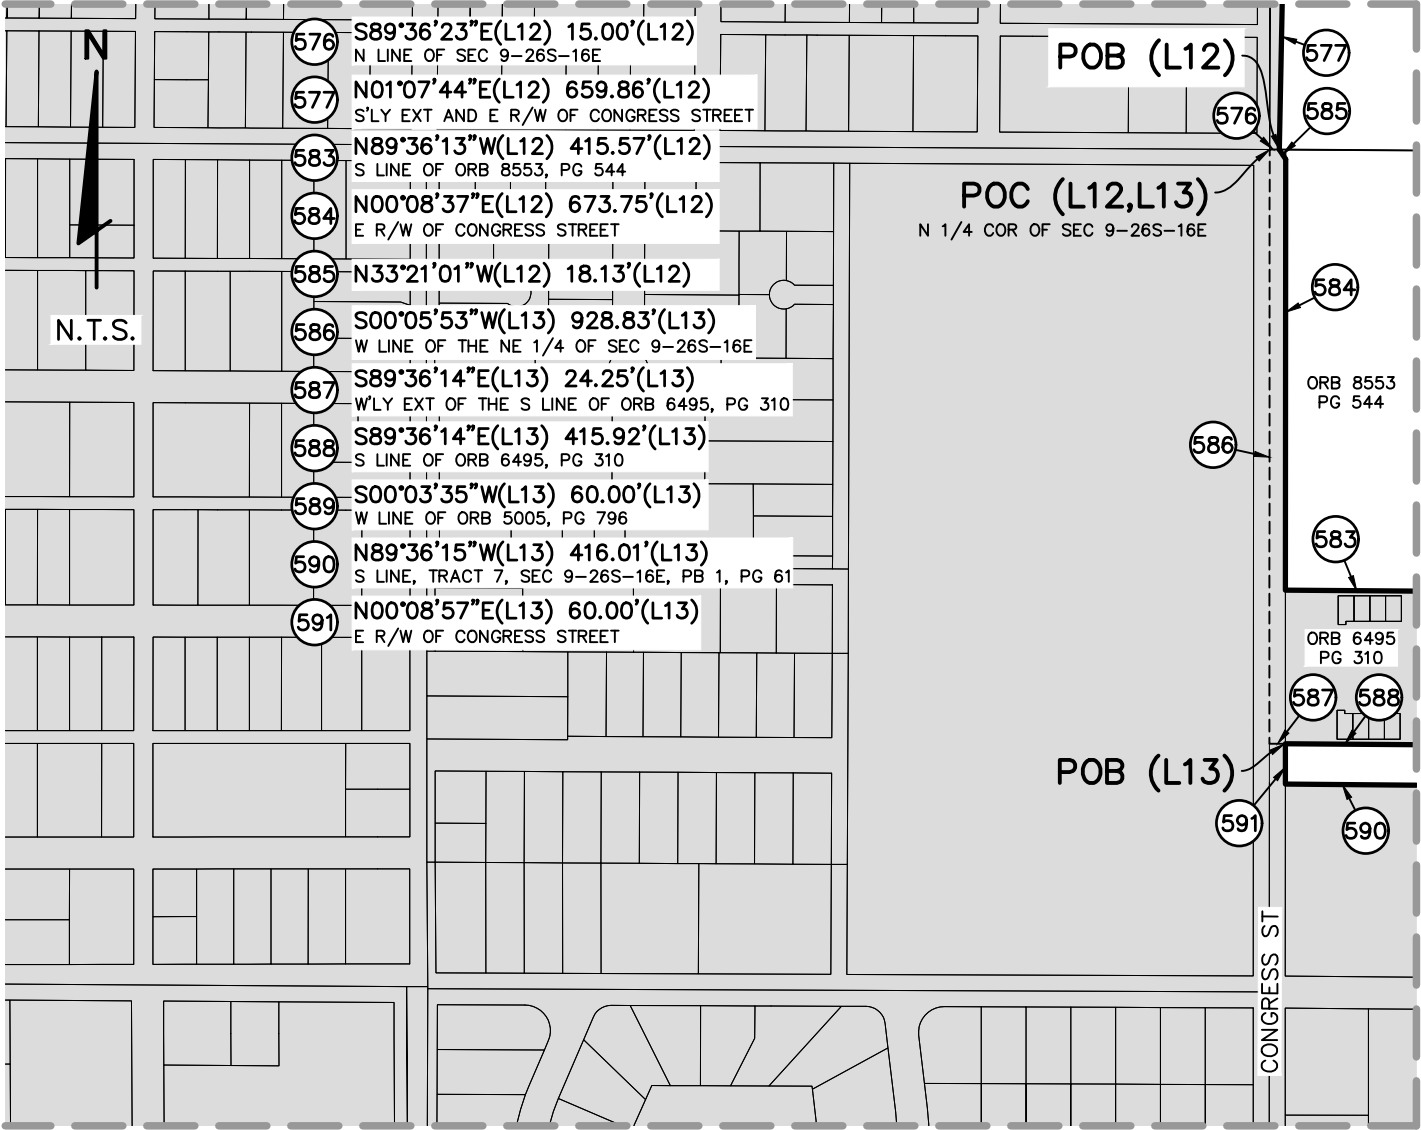 N
N.T.S.
576 S89°36'23"E(L12) 15.00'(L12)
N LINE OF SEC 9-26S-16E
577 N01°07'44"E(L12) 659.86'(L12)
S'LY EXT AND E R/W OF CONGRESS STREET
583 N89°36'13"W(L12) 415.57'(L12)
S LINE OF ORB 8553, PG 544
584 N00°08'37"E(L12) 673.75'(L12)
E R/W OF CONGRESS STREET
585 N33°21'01"W(L12) 18.13'(L12)
586 S00°05'53"W(L13) 928.83'(L13)
W LINE OF THE NE 1/4 OF SEC 9-26S-16E
587 S89°36'14"E(L13) 24.25'(L13)
W'LY EXT OF THE S LINE OF ORB 6495, PG 310
588 S89°36'14"E(L13) 415.92'(L13)
S LINE OF ORB 6495, PG 310
589 S00°03'35"W(L13) 60.00'(L13)
W LINE OF ORB 5005, PG 796
590 N89°36'15"W(L13) 416.01'(L13)
S LINE, TRACT 7, SEC 9-26S-16E, PB 1, PG 61
591 N00°08'57"E(L13) 60.00'(L13)
E R/W OF CONGRESS STREET
POB (L12)
577
576
585
POC (L12,L13)
N 1/4 COR OF SEC 9-26S-16E
584
ORB 8553
PG 544
586
583
ORB 6495
PG 310
587
588
POB (L13)
591
590
CONGRESS ST